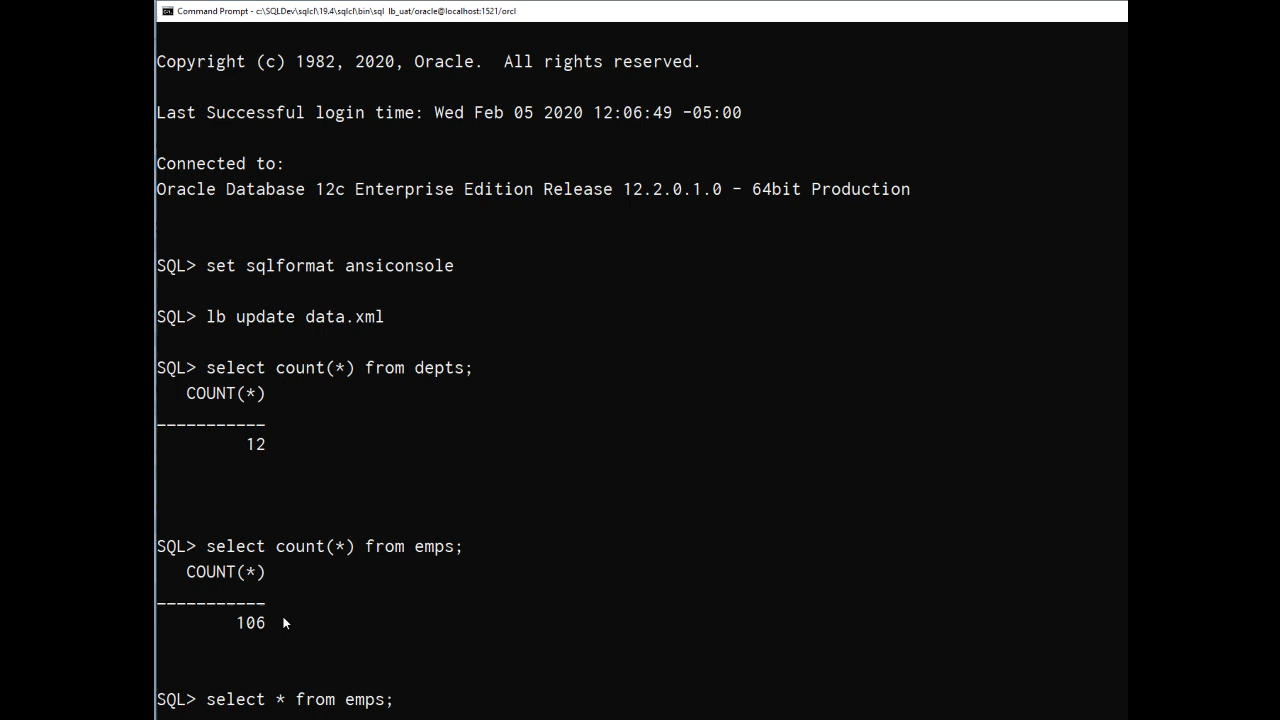 Command Prompt - c:\SQLDev\sqlcl\19.4\sqlcl\bin\sql lb_uat/oracle@localhost:1521/orcl
Copyright (c) 1982, 2020, Oracle.  All rights reserved.
Last Successful login time: Wed Feb 05 2020 12:06:49 -05:00
Connected to:
Oracle Database 12c Enterprise Edition Release 12.2.0.1.0 - 64bit Production
SQL> set sqlformat ansiconsole
SQL> lb update data.xml
SQL> select count(*) from depts;
   COUNT(*)
___________
         12
SQL> select count(*) from emps;
   COUNT(*)
___________
        106
SQL> select * from emps;